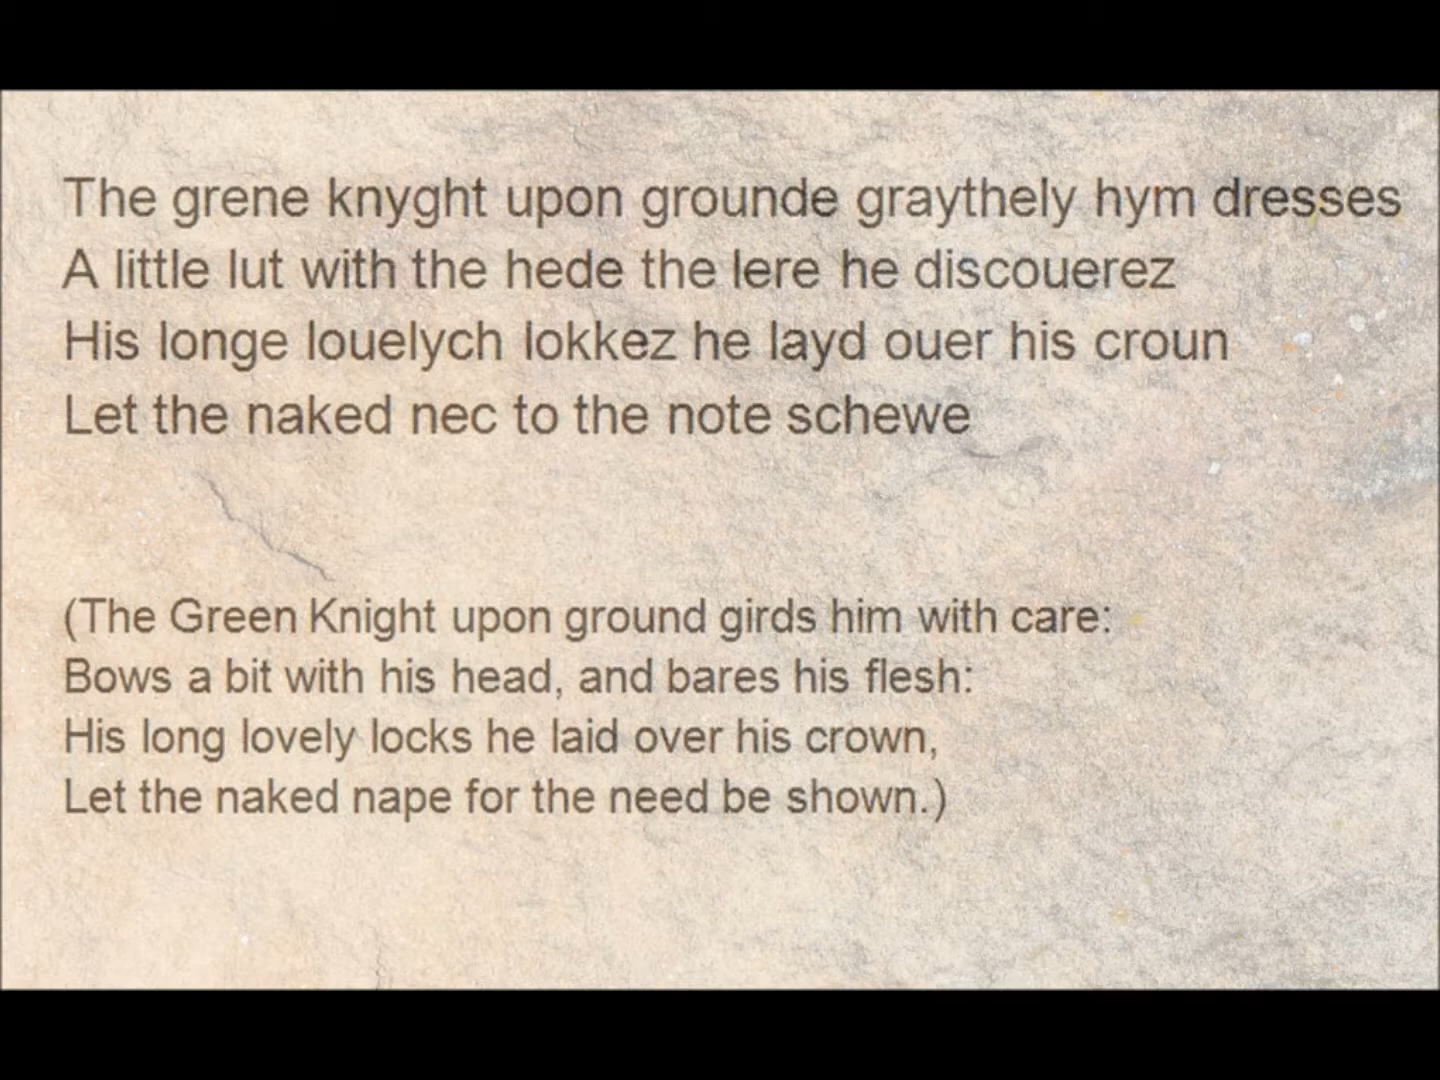 The grene knyght upon grounde graythely hym dresses
A little lut with the hede the lere he discouerez
His longe louelych lokkez he layd ouer his croun
Let the naked nec to the note schewe
(The Green Knight upon ground girds him with care:
Bows a bit with his head, and bares his flesh:
His long lovely locks he laid over his crown,
Let the naked nape for the need be shown.)